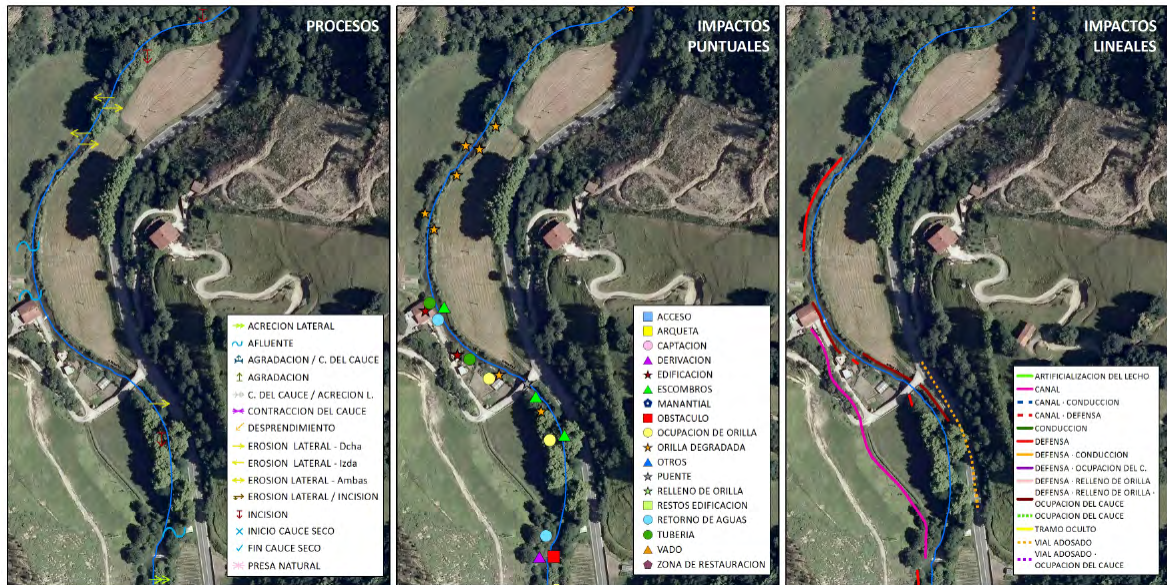 PROCESOS
ACRECION LATERAL
AFLUENTE
AGRADACION / C. DEL CAUCE
AGRADACION
C. DEL CAUCE / ACRECION L.
CONTRACCION DEL CAUCE
DESPRENDIMIENTO
EROSION LATERAL - Dcha
EROSION LATERAL - Izda
EROSION LATERAL - Ambas
EROSION LATERAL / INCISION
INCISION
INICIO CAUCE SECO
FIN CAUCE SECO
PRESA NATURAL
IMPACTOS
PUNTUALES
ACCESO
ARQUETA
CAPTACION
DERIVACION
EDIFICACION
ESCOMBROS
MANANTIAL
OBSTACULO
OCUPACION DE ORILLA
ORILLA DEGRADADA
OTROS
PUENTE
RELLENO DE ORILLA
RESTOS EDIFICACION
RETORNO DE AGUAS
TUBERIA
VADO
ZONA DE RESTAURACION
IMPACTOS
LINEALES
ARTIFICIALIZACION DEL LECHO
CANAL
CANAL - CONDUCCION
CANAL - DEFENSA
CONDUCCION
DEFENSA
DEFENSA - CONDUCCION
DEFENSA - OCUPACION DEL C.
DEFENSA - RELLENO DE ORILLA
DEFENSA - RELLENO DE ORILLA -
OCUPACION DEL CAUCE
OCUPACION DEL CAUCE
TRAMO OCULTO
VIAL ADOSADO
VIAL ADOSADO -
OCUPACION DEL CAUCE